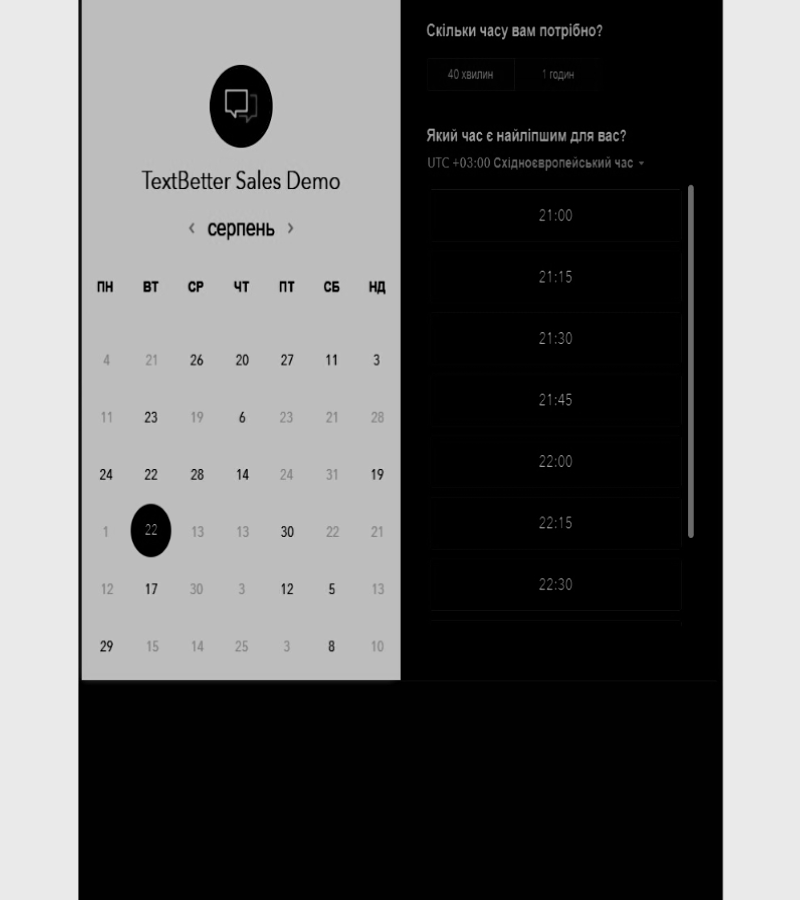 TextBetter Sales Demo
‹ серпень ›
ПН ВТ СР ЧТ ПТ СБ НД
4 21 26 20 27 11 3
11 23 19 6 23 21 28
24 22 28 14 24 31 19
1 22 13 13 30 22 21
12 17 30 3 12 5 13
29 15 14 25 3 8 10
Скільки часу вам потрібно?
40 хвилин 1 годин
Який час є найліпшим для вас?
UTC +03:00 Східноєвропейський час
21:00
21:15
21:30
21:45
22:00
22:15
22:30